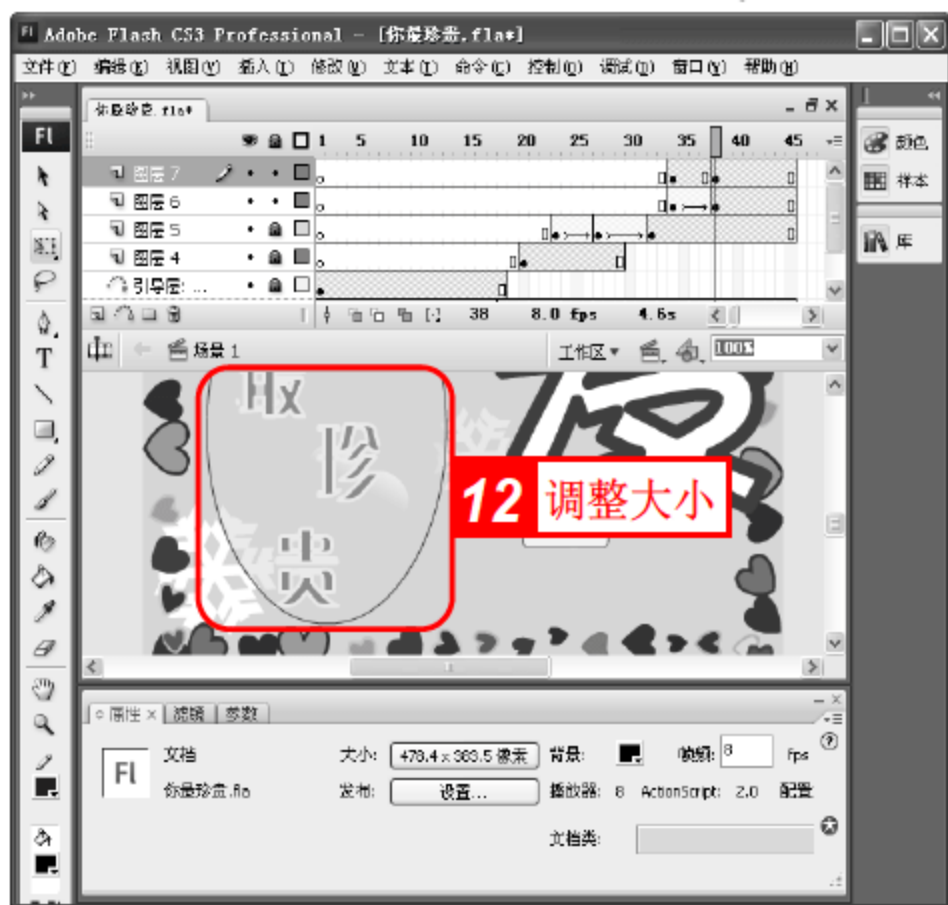 Adobe Flash CS3 Professional - [你最珍贵.fla*]
文件(F) 编辑(E) 视图(V) 插入(I) 修改(M) 文本(T) 命令(C) 控制(O) 调试(D) 窗口(W) 帮助(H)
你最珍贵.fla*
Fl
1 5 10 15 20 25 30 35 40 45
图层 7
图层 6
图层 5
图层 4
引导层: ...
38 8.0 fps 4.6s
场景 1
工作区 100%
颜色
样本
库
最
珍
贵
12 调整大小
属性 × 滤镜 参数
Fl
文档
你最珍贵.fla
大小: 478.4 x 383.5 像素
背景:
帧频: 8 fps
发布: 设置...
播放器: 8 ActionScript: 2.0 配置
文档类: